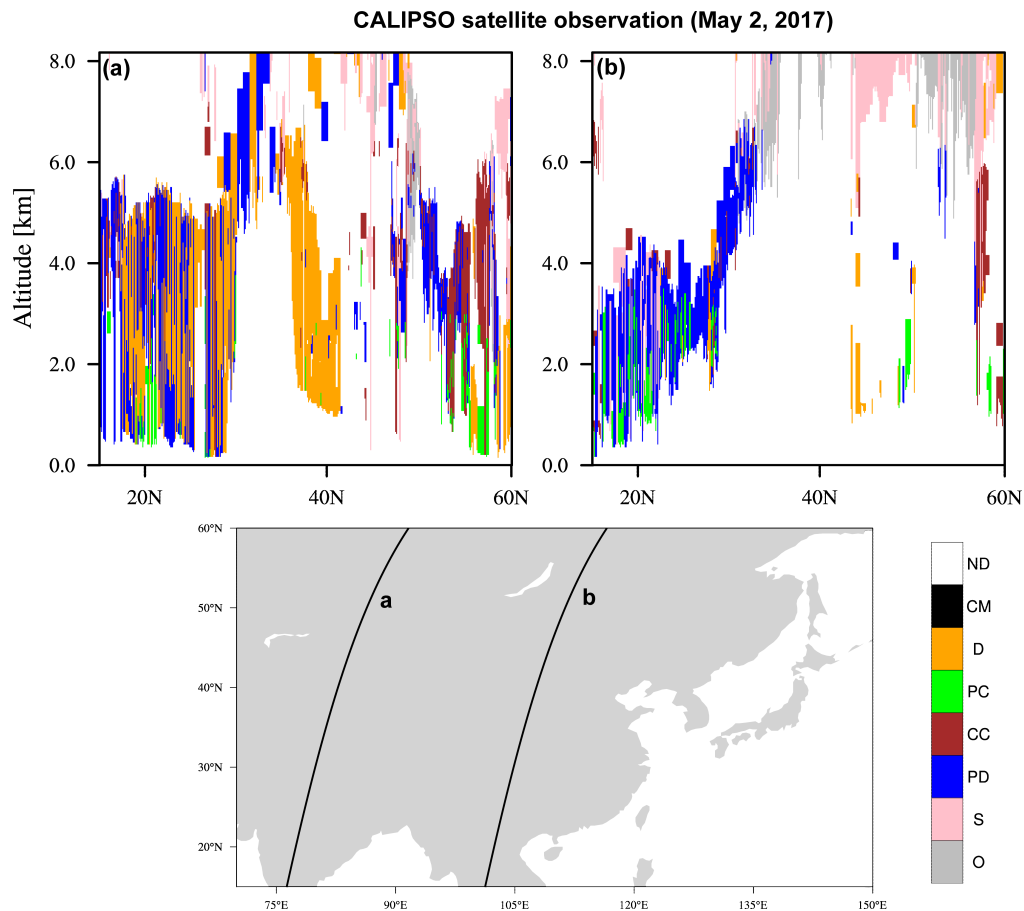 CALIPSO satellite observation (May 2, 2017)
(a)
(b)
Altitude [km]
8.0
6.0
4.0
2.0
0.0
20N
40N
60N
8.0
6.0
4.0
2.0
0.0
20N
40N
60N
60°N
50°N
40°N
30°N
20°N
a
b
75°E
90°E
105°E
120°E
135°E
150°E
ND
CM
D
PC
CC
PD
S
O